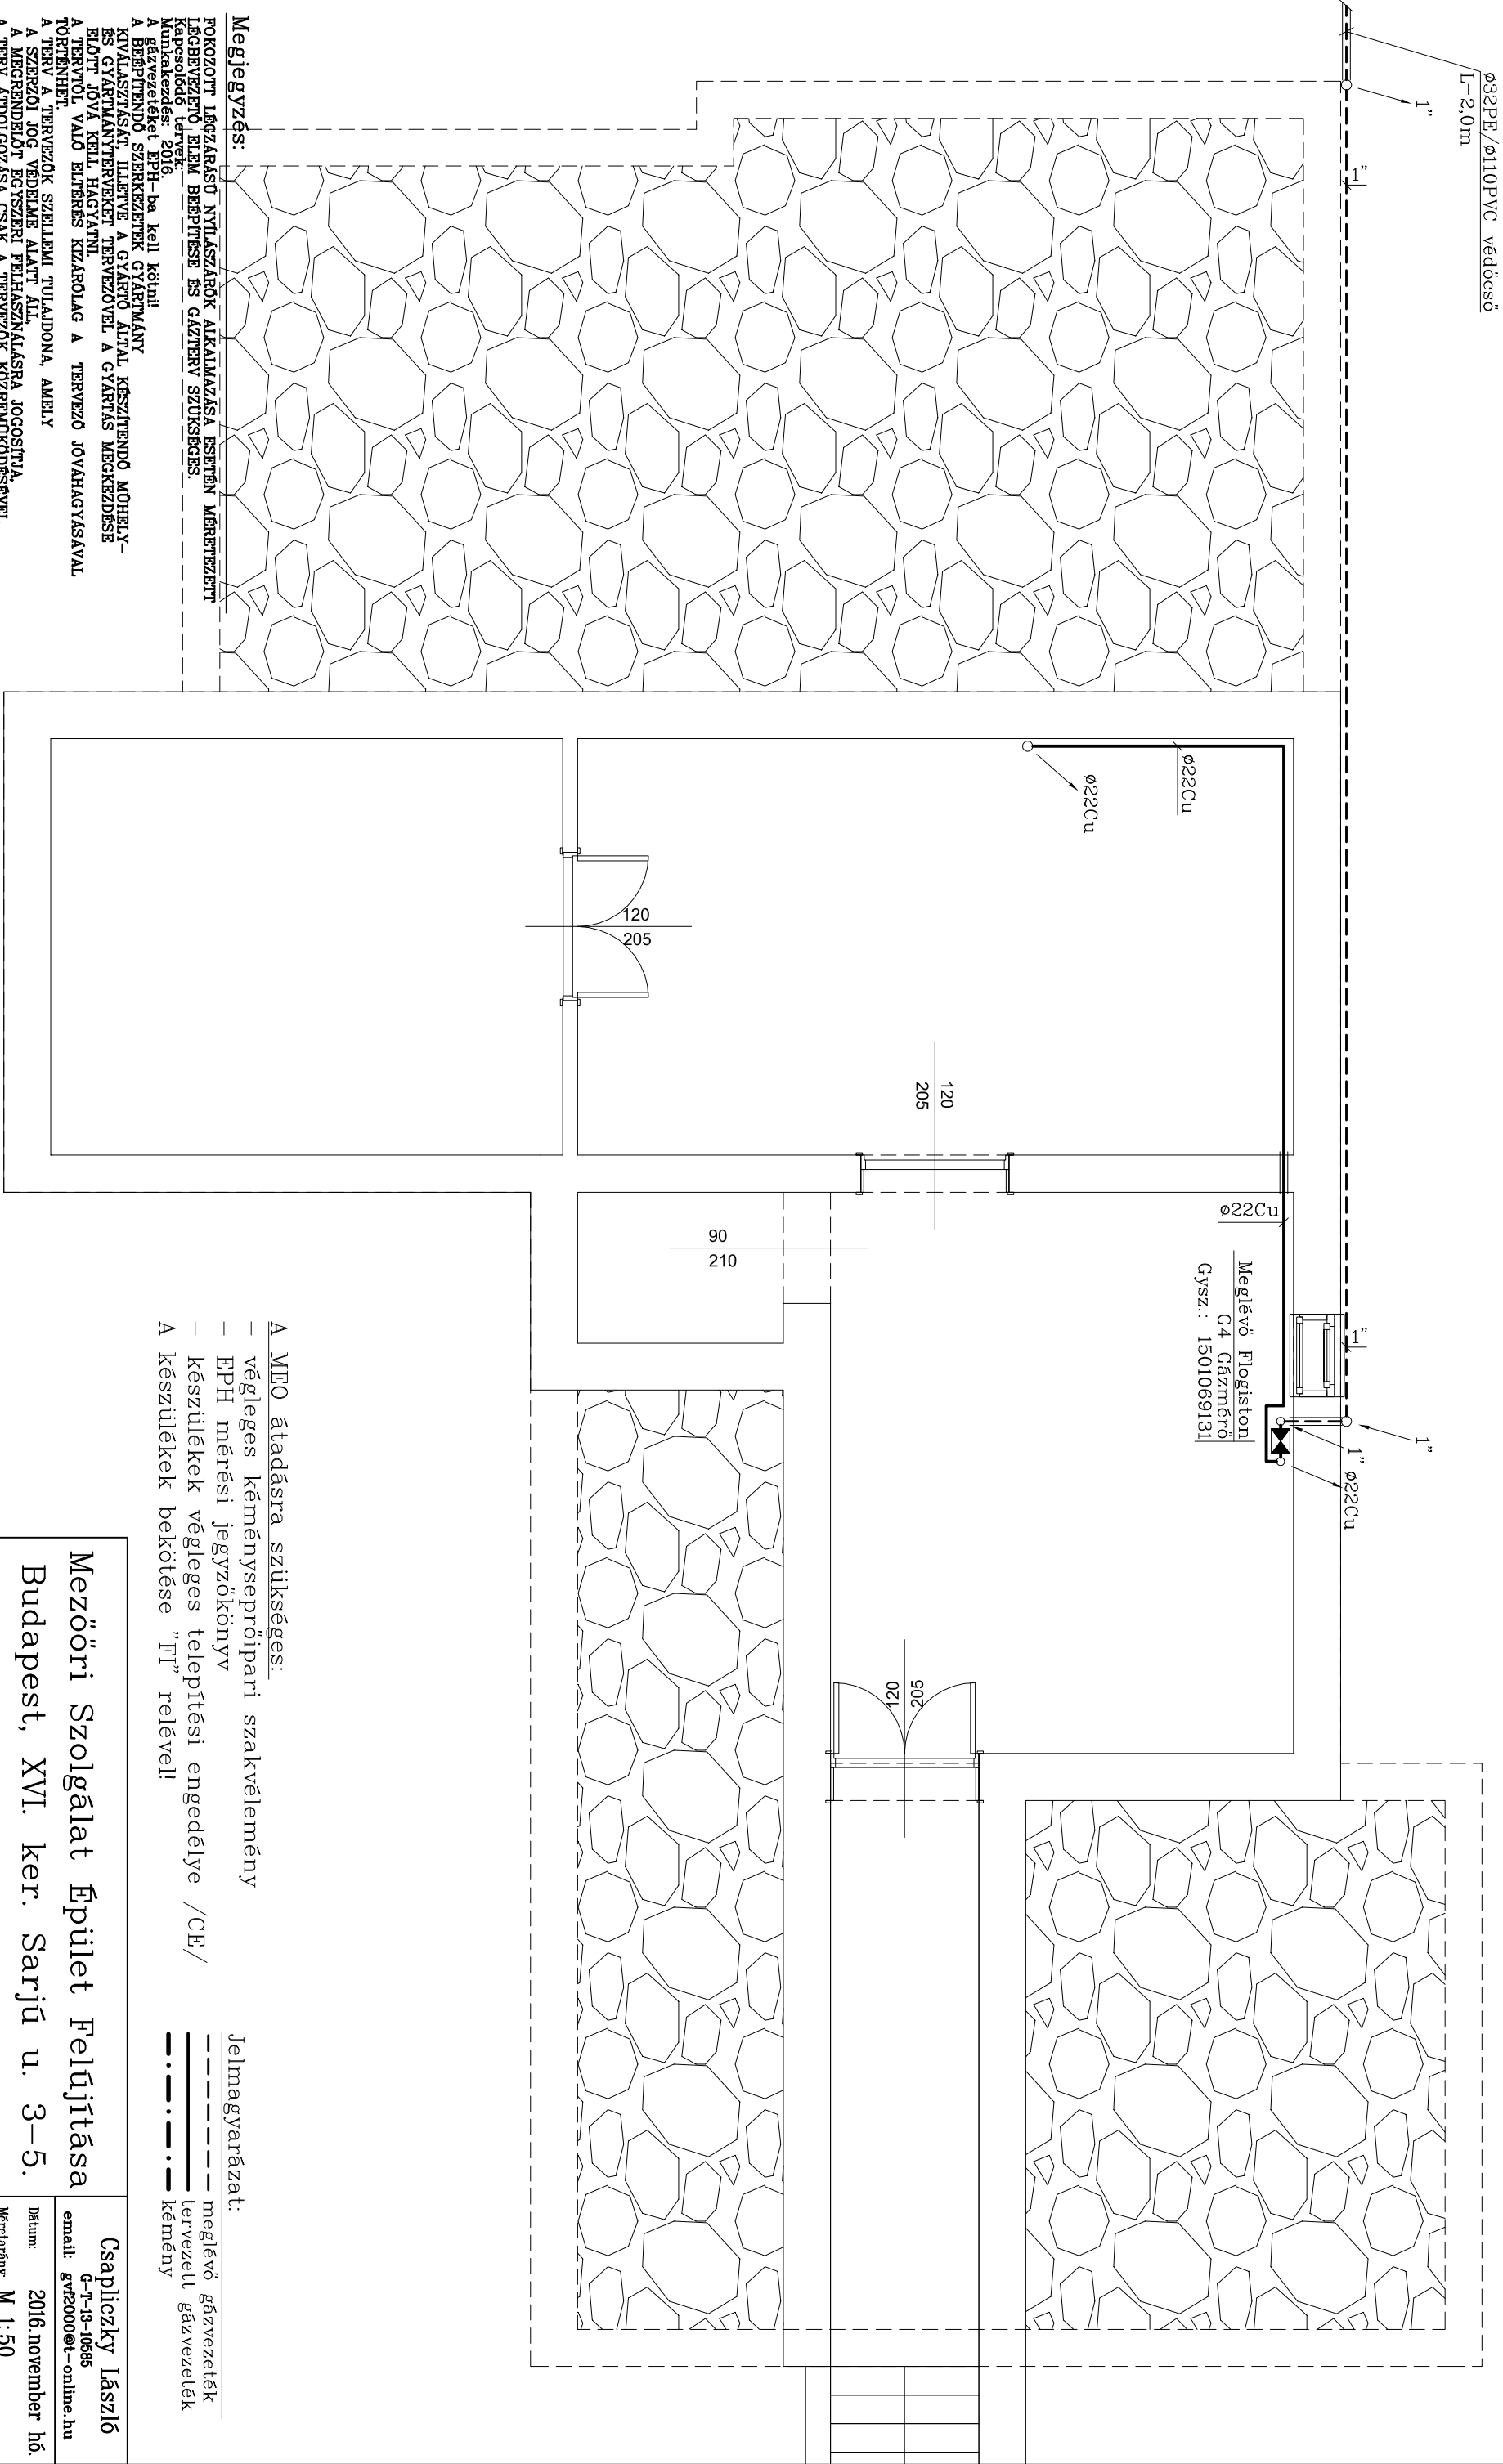 ø32PE/ø110PVC védőcső
L=2,0m
1"
1"
ø22Cu
ø22Cu
120
205
120
205
ø22Cu
90
210
Meglévő Flogiston
G4 Gázmérő
Gysz.: 1501069131
1"
1"
1"
ø22Cu
205
120
Megjegyzés:
FOKOZOTT LÉGZÁRÁSÚ NYÍLÁSZÁRÓK ALKALMAZÁSA ESETÉN MÉRETEZETT
LÉGBEVEZETŐ ELEM BEÉPÍTÉSE ÉS GÁZTERV SZÜKSÉGES.
Kapcsolódó tervek:
Munkakezdés: 2016.
A gázvezetéket EPH-ba kell kötni!
A BEÉPÍTENDŐ SZERKEZETEK GYÁRTMÁNY
KIVÁLASZTÁSÁT, ILLETVE A GYÁRTÓ ÁLTAL KÉSZÍTENDŐ MŰHELY-
ÉS GYÁRTMÁNYTERVEKET TERVEZŐVEL A GYÁRTÁS MEGKEZDÉSE
ELŐTT JÓVÁ KELL HAGYATNI.
A TERVTŐL VALÓ ELTÉRÉS KIZÁRÓLAG A TERVEZŐ JÓVÁHAGYÁSÁVAL
TÖRTÉNHET.
A TERV A TERVEZŐK SZELLEMI TULAJDONA, AMELY
A SZERZŐI JOG VÉDELME ALATT ÁLL,
A MEGRENDELŐT EGYSZERI FELHASZNÁLÁSRA JOGOSÍTJA,
A TERV ÁTDOLGOZÁSA CSAK A TERVEZŐK KÖZREMŰKÖDÉSÉVEL
A MEO átadásra szükséges:
- végleges kéményseprőipari szakvélemény
- EPH mérési jegyzőkönyv
- készülékek végleges telepítési engedélye /CE/
A készülékek bekötése "FI" relével!
Jelmagyarázat:
meglévő gázvezeték
tervezett gázvezeték
kémény
Mezőőri Szolgálat Épület Felújítása
Budapest, XVI. ker. Sarjú u. 3-5.
Csapliczky László
G-T-13-10585
email: gvf2000@t-online.hu
Dátum: 2016.november hó.
Méretarány: M 1:50